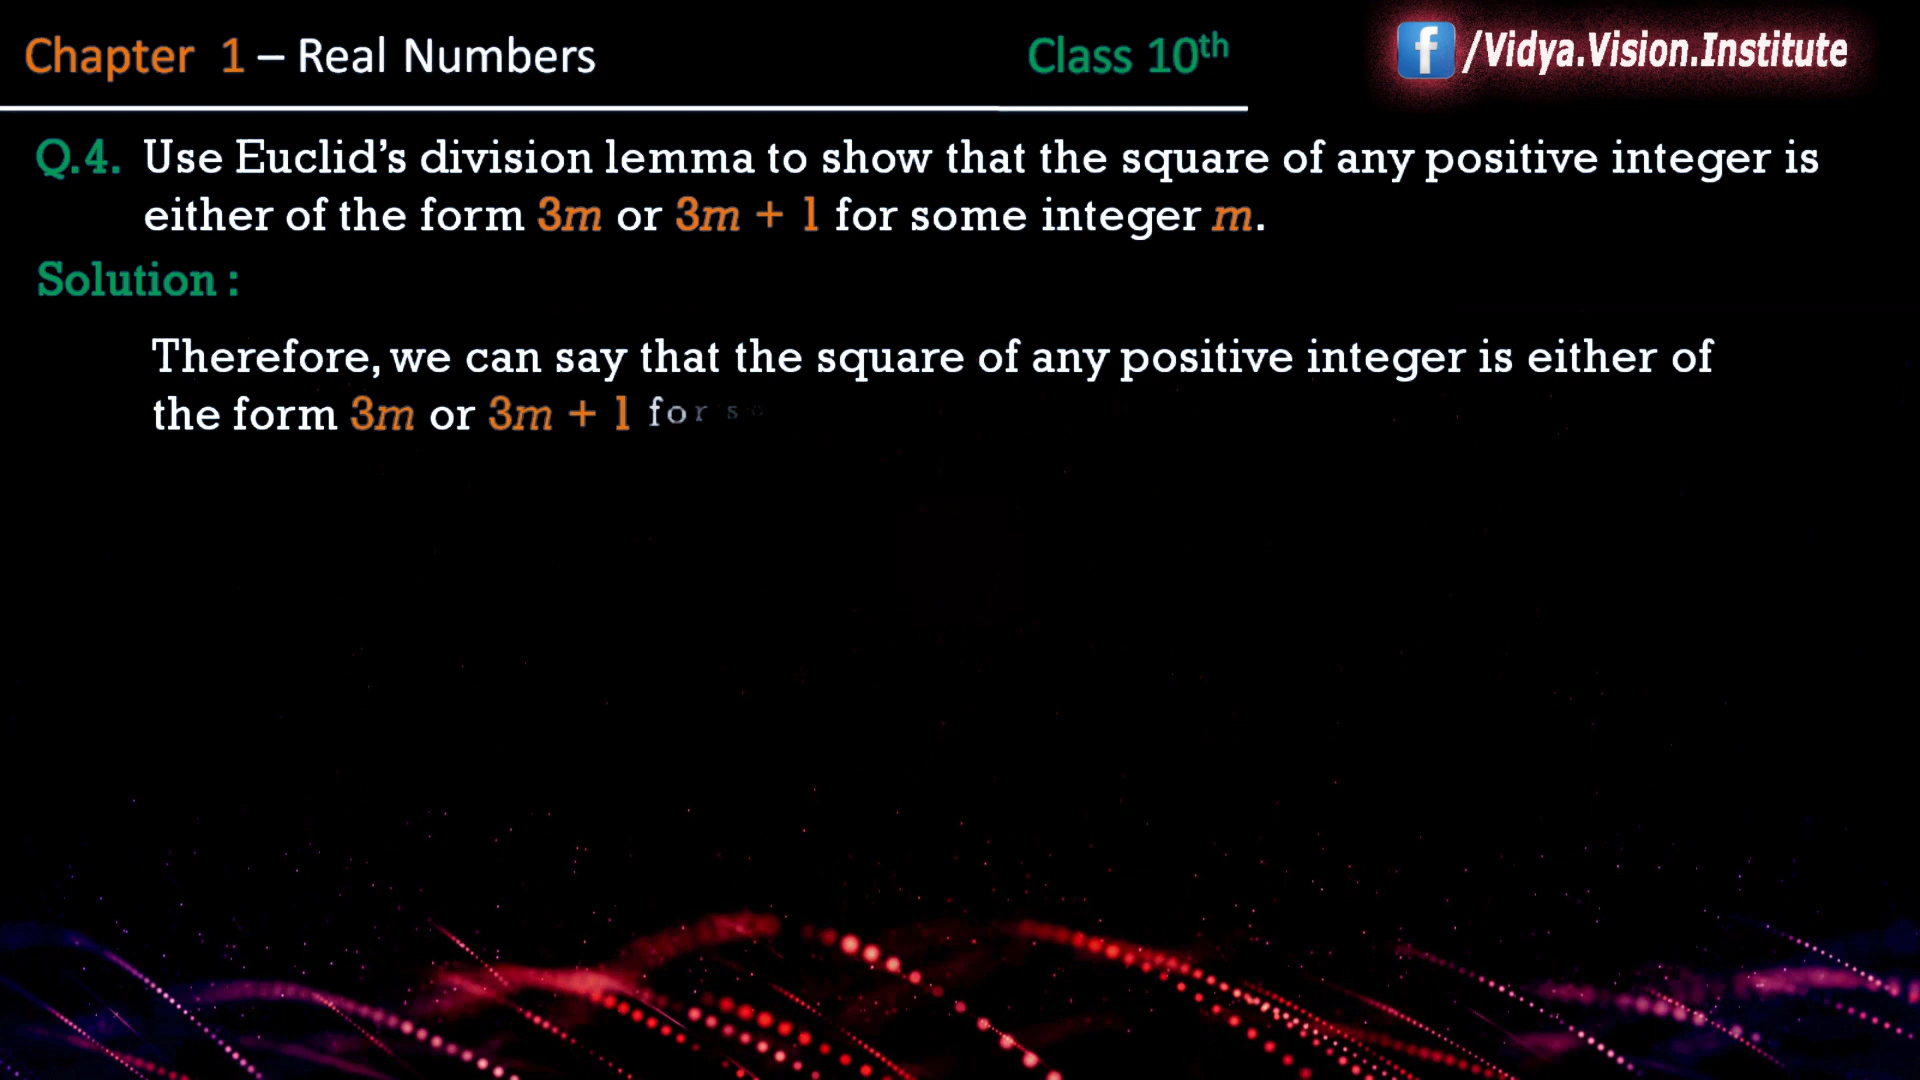 Chapter 1 – Real Numbers
Class 10th
/Vidya.Vision.Institute
Q.4. Use Euclid’s division lemma to show that the square of any positive integer is
either of the form 3m or 3m + 1 for some integer m.
Solution :
Therefore, we can say that the square of any positive integer is either of
the form 3m or 3m + 1 for